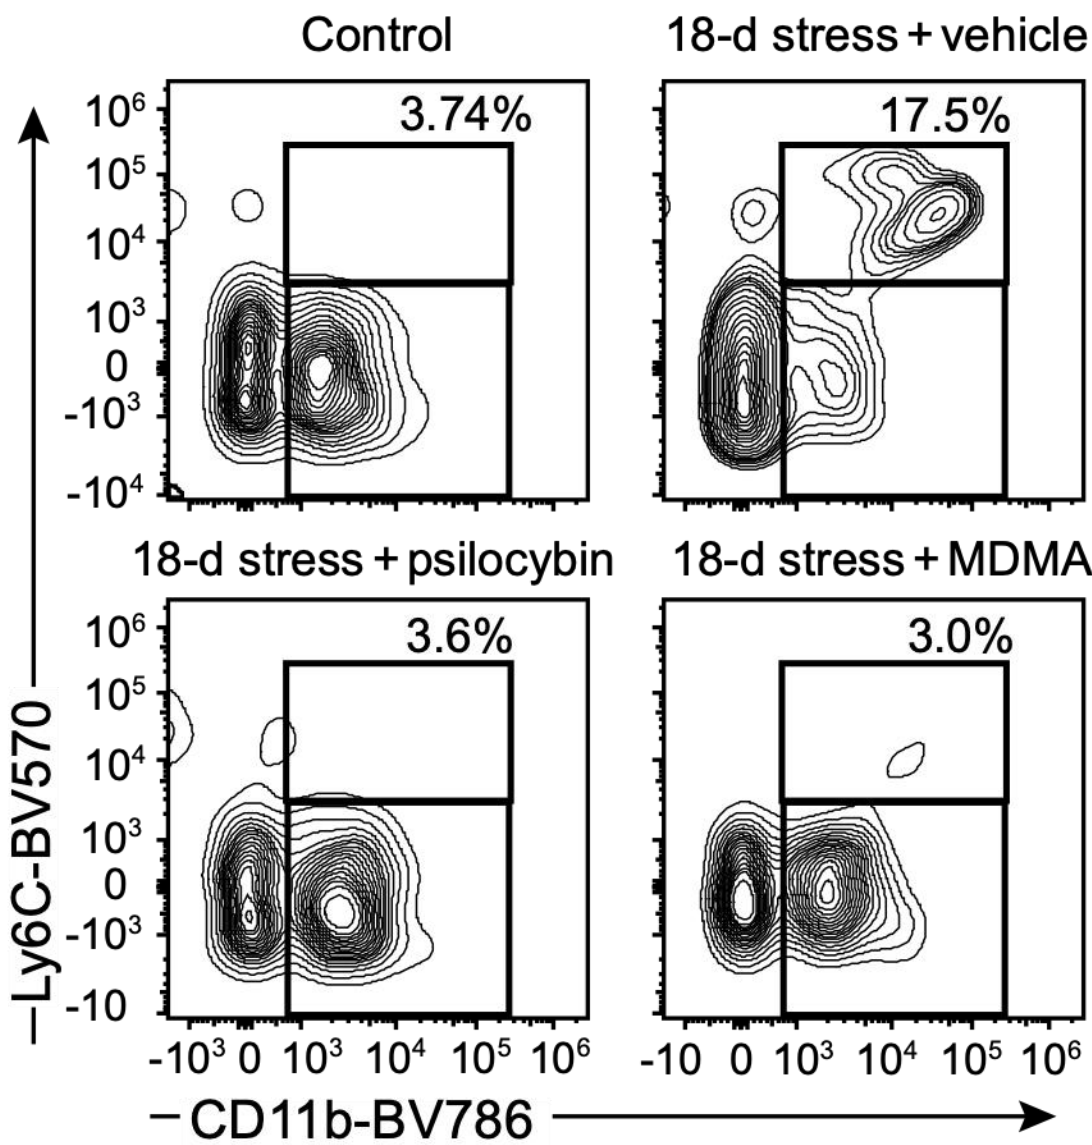 Control
18-d stress + vehicle
3.74%
17.5%
10⁶
10⁵
10⁴
10³
0
-10³
-10⁴
18-d stress + psilocybin
18-d stress + MDMA
3.6%
3.0%
10⁶
10⁵
10⁴
10³
0
-10³
-10
-10³ 0 10³ 10⁴ 10⁵ 10⁶
-10 0 10³ 10⁴ 10⁵ 10⁶
Ly6C-BV570
CD11b-BV786